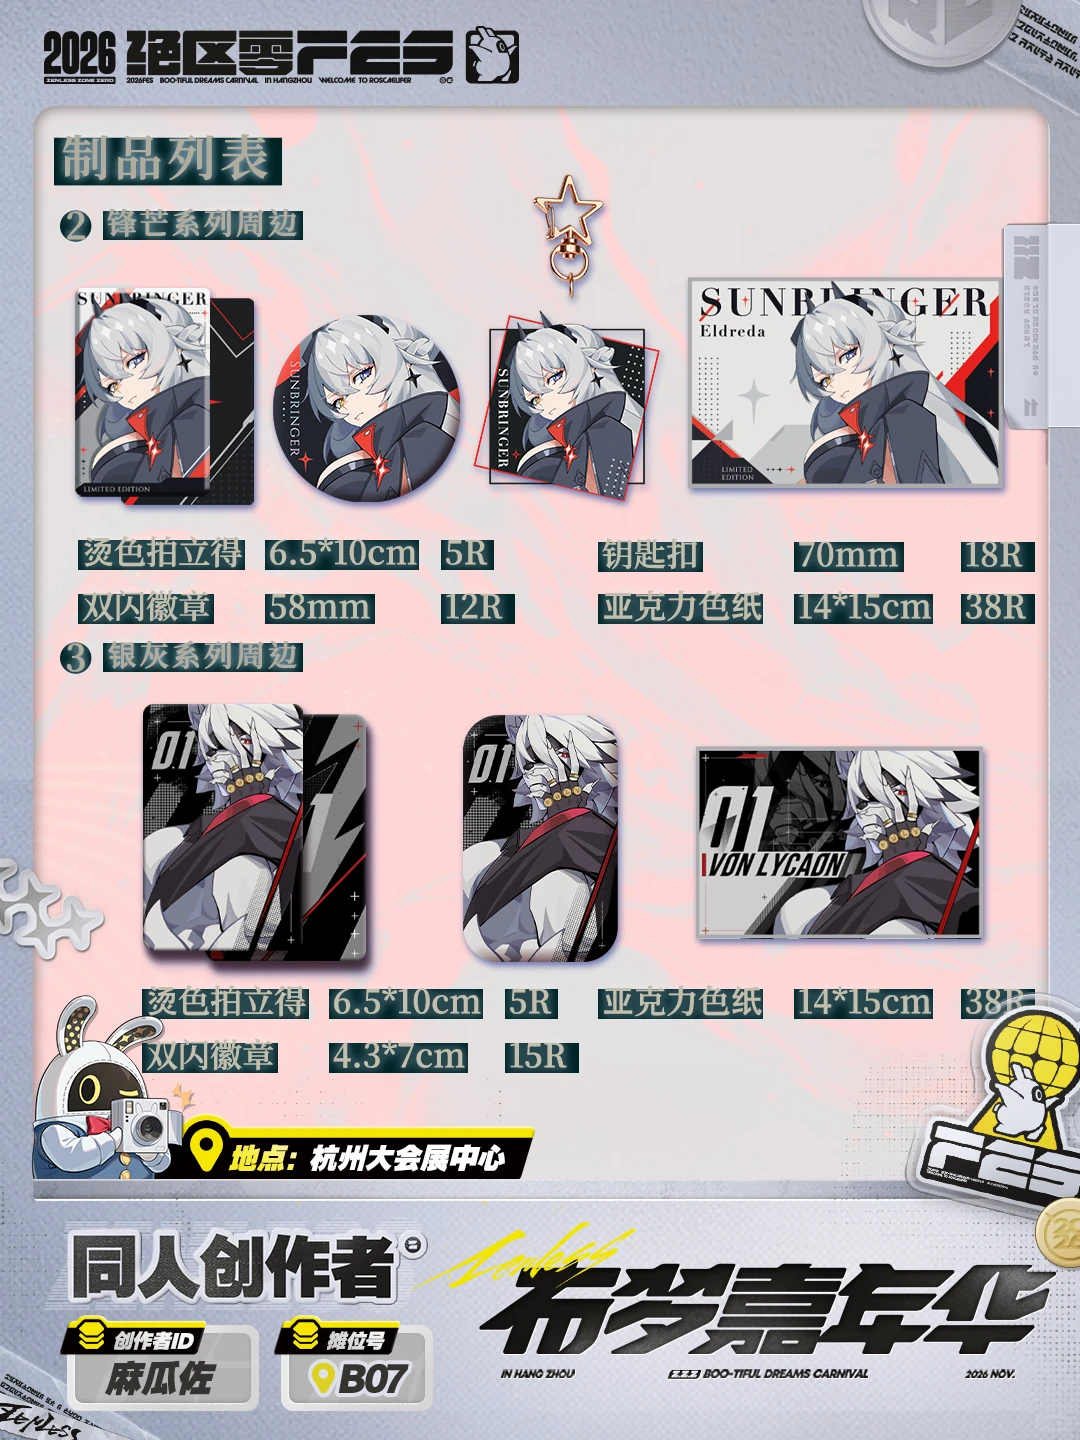 2026 绝区零FES
ZENLESS ZONE ZERO 2026FES BOO-TIFUL DREAMS CARNIVAL IN HANGZHOU WELCOME TO ROSCAELIFER
制品列表
2 锋芒系列周边
SUNBRINGER
LIMITED EDITION
SUNBRINGER
SUNBRINGER
SUNBRINGER
Eldreda
LIMITED
EDITION
烫色拍立得 6.5*10cm 5R 钥匙扣 70mm 18R
双闪徽章 58mm 12R 亚克力色纸 14*15cm 38R
3 银灰系列周边
01
01
01
VON LYCAON
烫色拍立得 6.5*10cm 5R 亚克力色纸 14*15cm 38R
双闪徽章 4.3*7cm 15R
地点：杭州大会展中心
FES
同人创作者
Zenless
布梦嘉年华
创作者ID
麻瓜佐
摊位号
B07
IN HANG ZHOU BOO-TIFUL DREAMS CARNIVAL 2026 NOV.